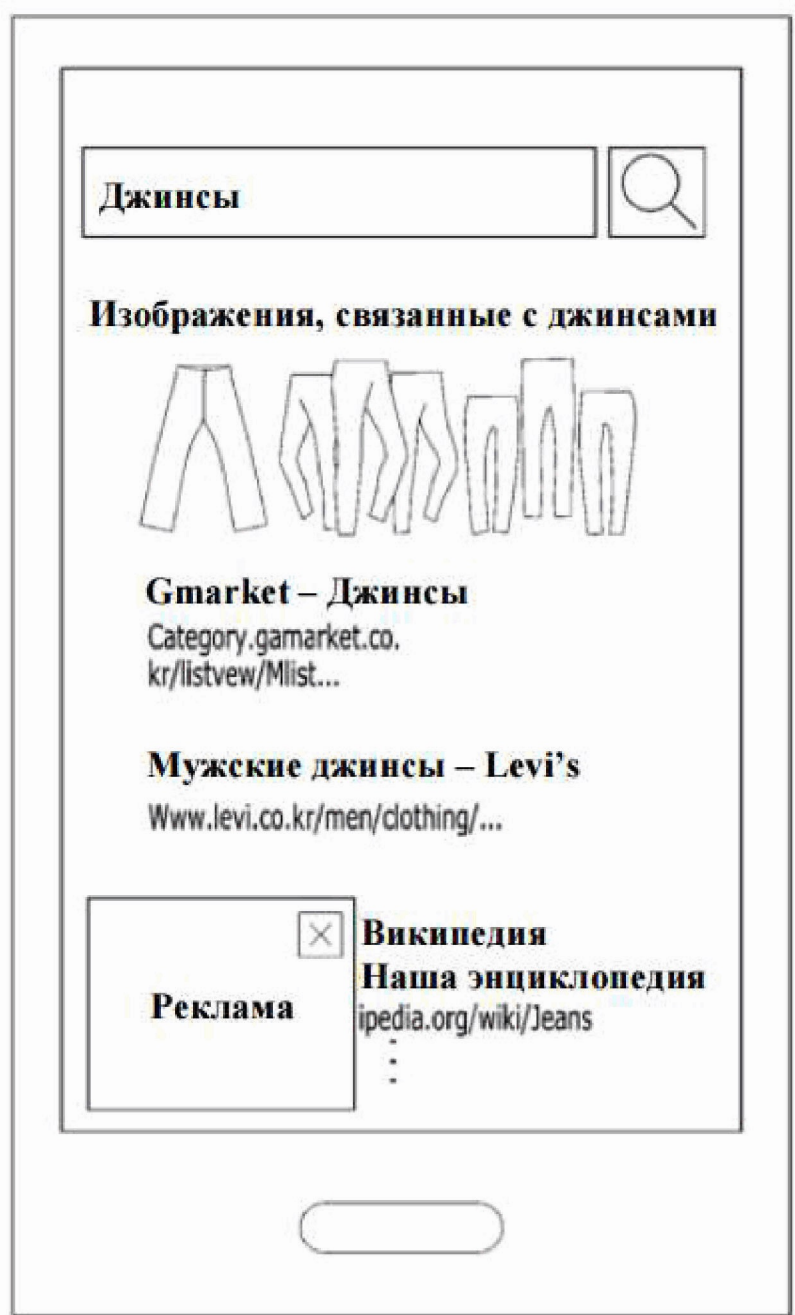 Джинсы
Изображения, связанные с джинсами
Gmarket – Джинсы
Category.gamarket.co.
kr/listvew/Mlist...
Мужские джинсы – Levi’s
Www.levi.co.kr/men/clothing/...
Реклама
Википедия
Наша энциклопедия
ipedia.org/wiki/Jeans